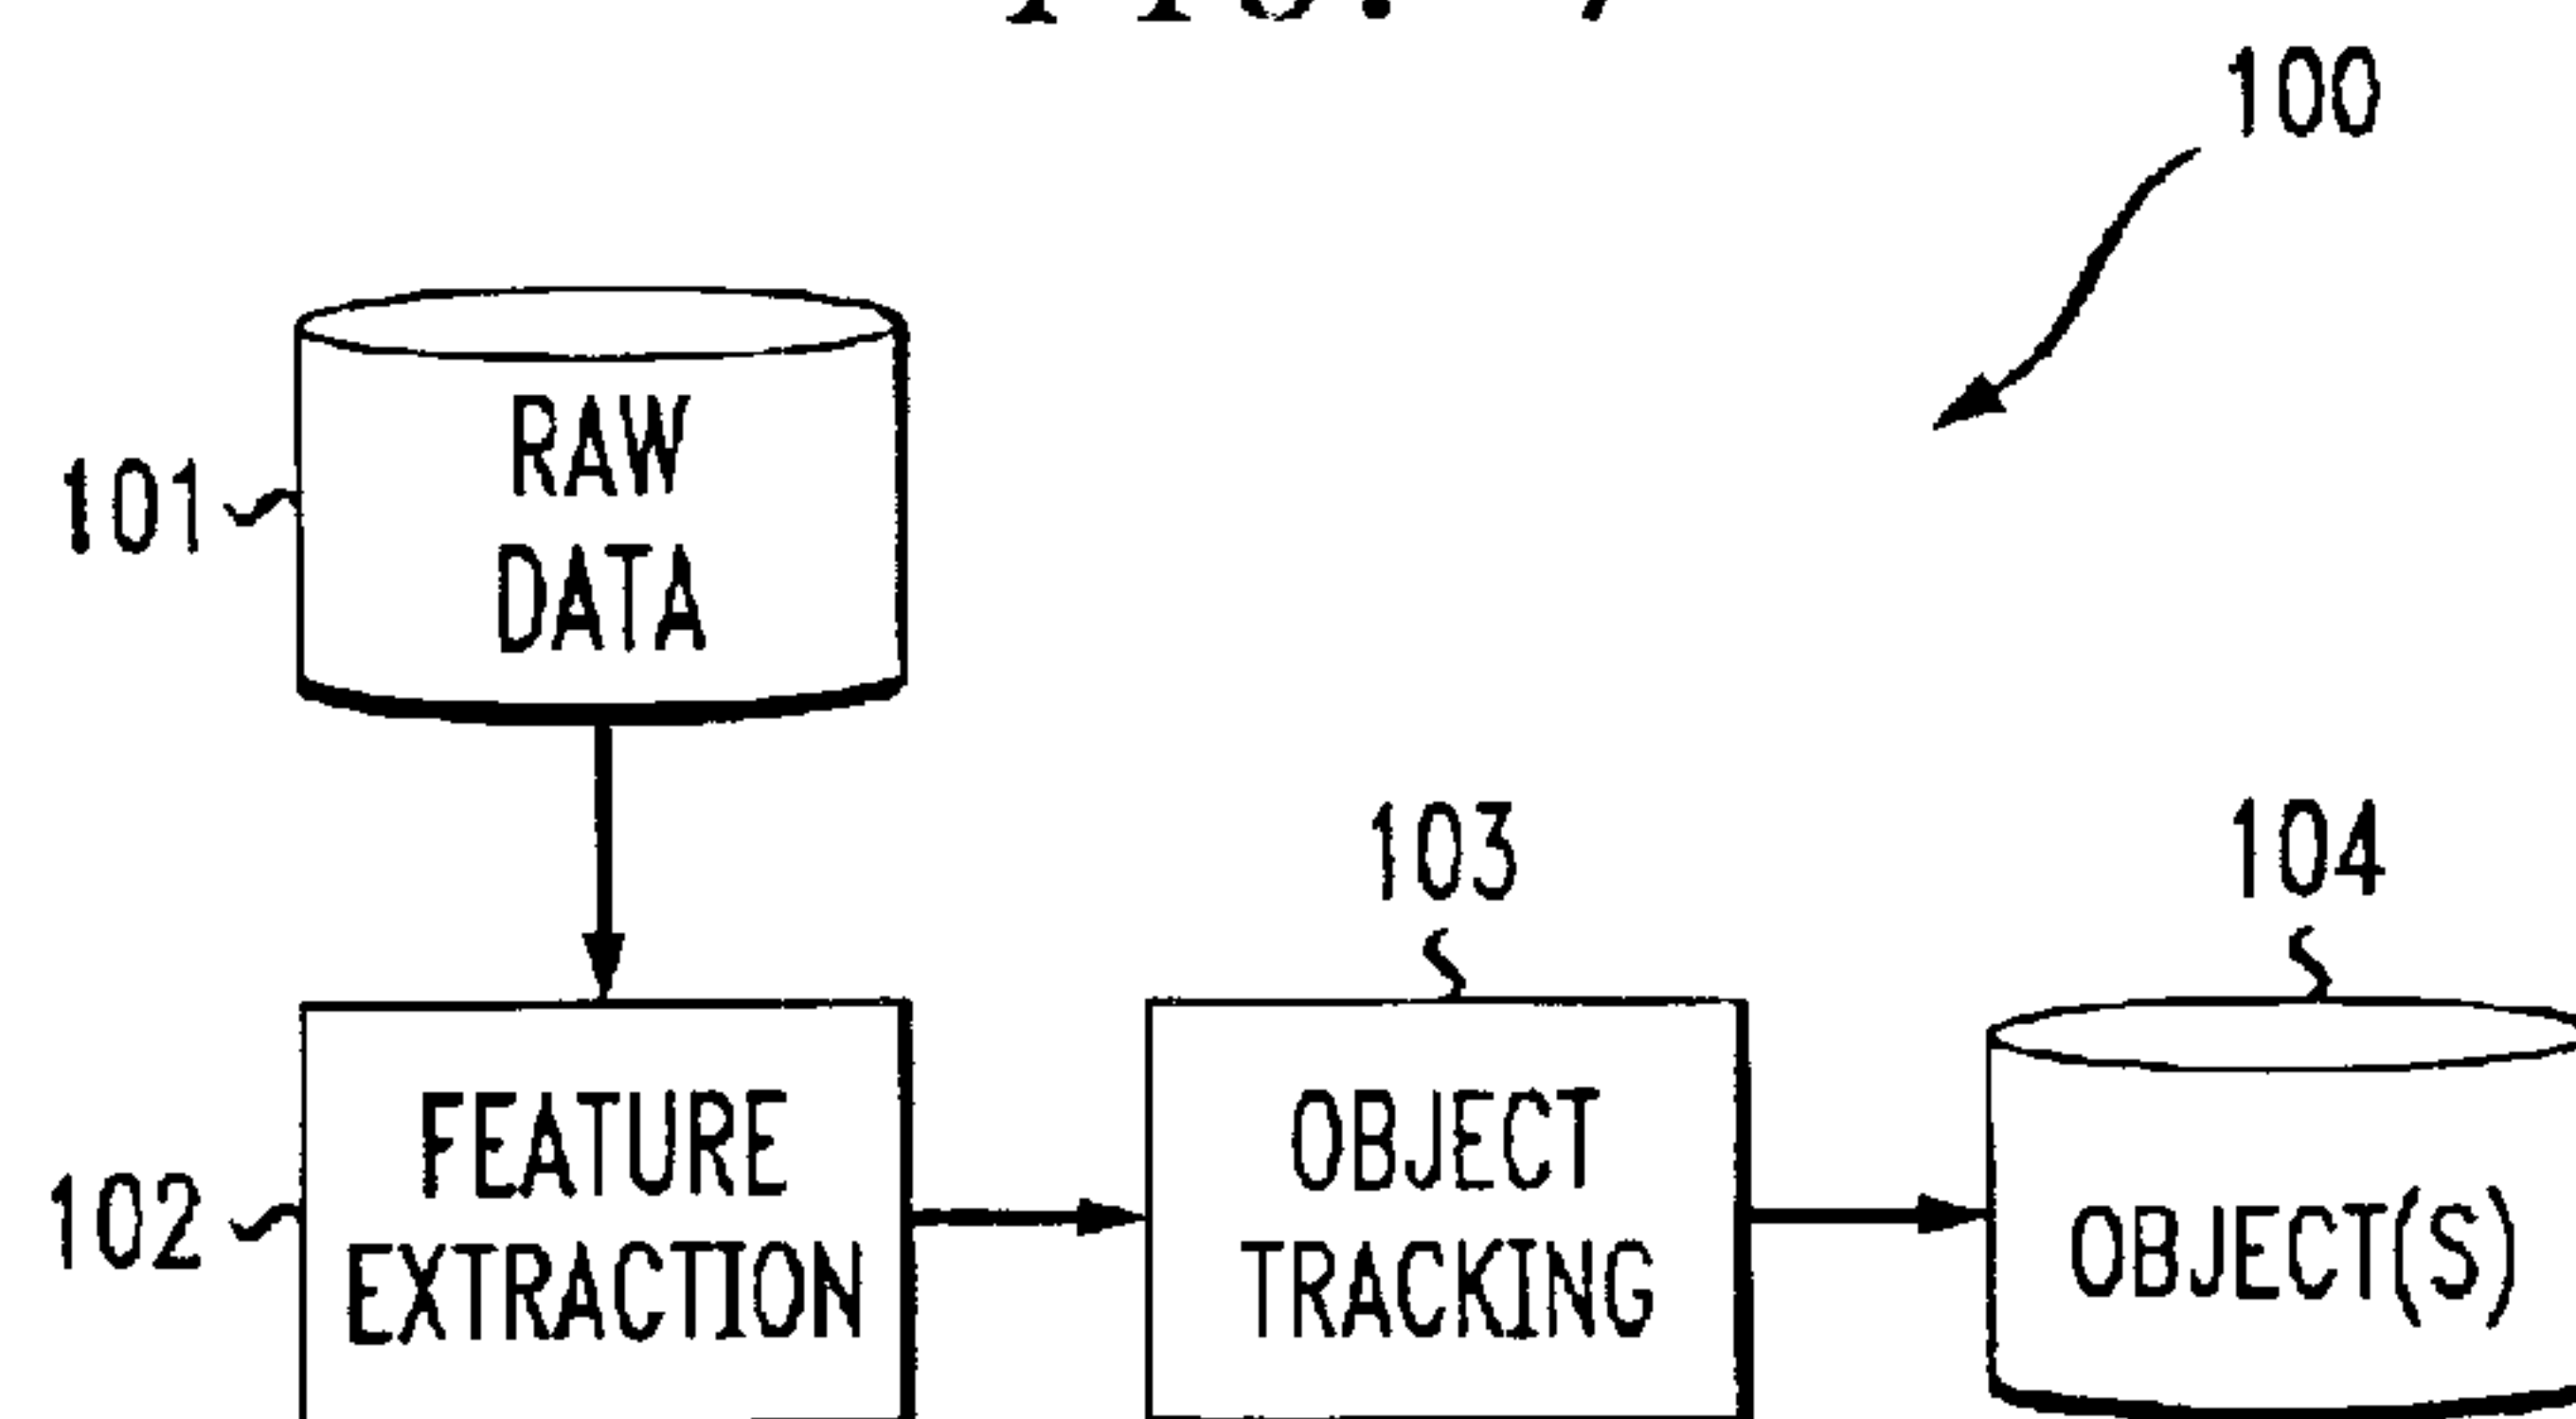 100
RAW
DATA
101
103
104
FEATURE
EXTRACTION
102
OBJECT
TRACKING
OBJECT(S)